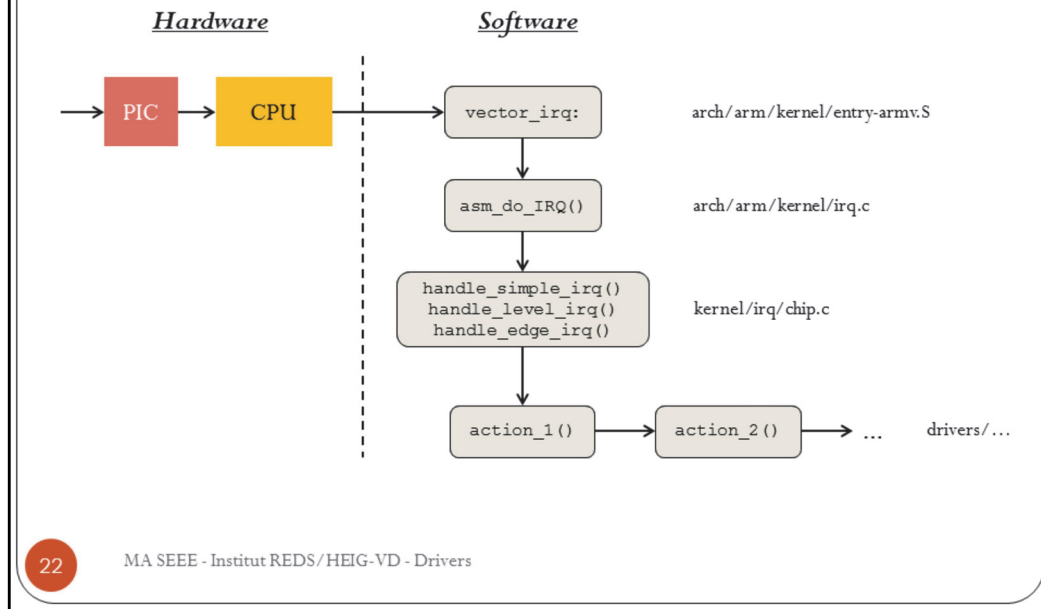 Hardware
Software
PIC
CPU
vector_irq:
arch/arm/kernel/entry-armv.S
asm_do_IRQ()
arch/arm/kernel/irq.c
handle_simple_irq()
handle_level_irq()
handle_edge_irq()
kernel/irq/chip.c
action_1()
action_2()
...
drivers/...
22
MA SEEE - Institut REDS/HEIG-VD - Drivers